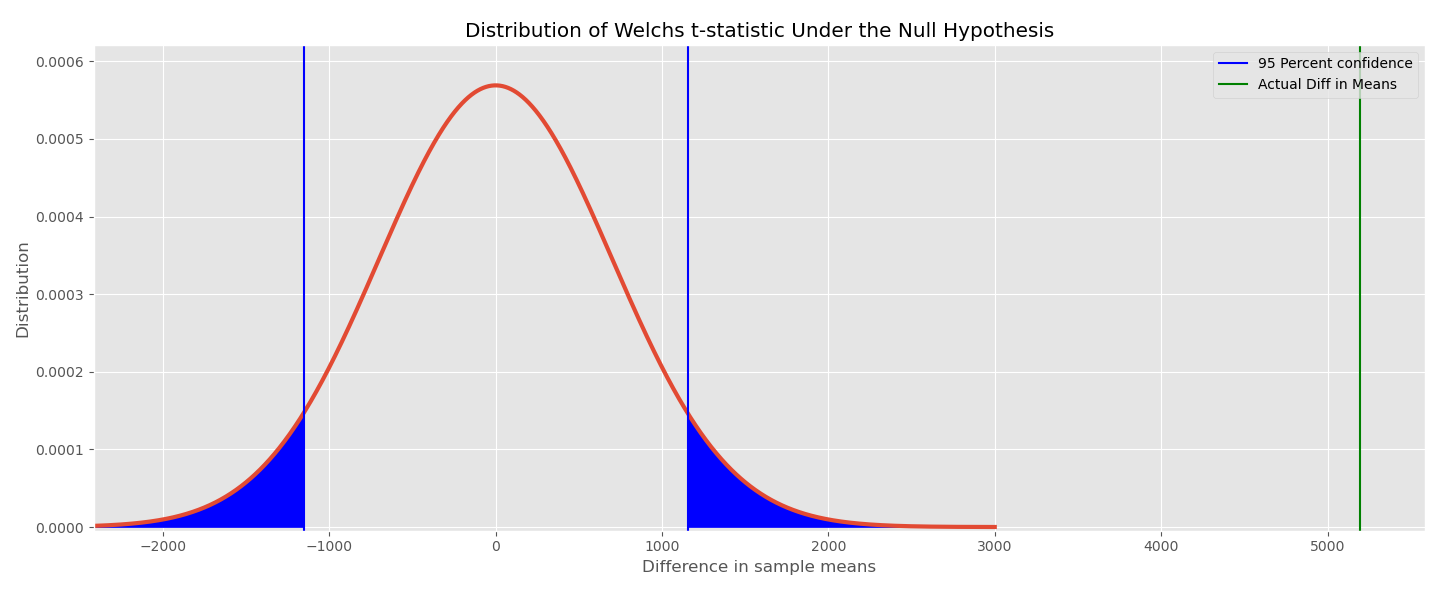 Distribution of Welchs t-statistic Under the Null Hypothesis
95 Percent confidence
Actual Diff in Means
0.0006
0.0005
0.0004
0.0003
0.0002
0.0001
0.0000
Distribution
−2000 −1000 0 1000 2000 3000 4000 5000
Difference in sample means